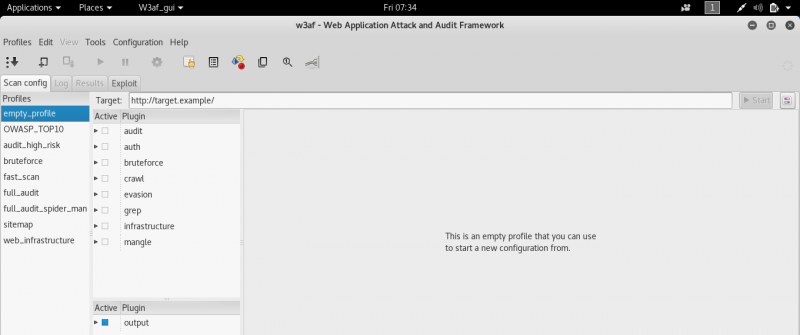 Applications Places W3af_gui Fri 07:34 1
w3af - Web Application Attack and Audit Framework
Profiles Edit View Tools Configuration Help
Scan config Log Results Exploit
Profiles
empty_profile
OWASP_TOP10
audit_high_risk
bruteforce
fast_scan
full_audit
full_audit_spider_man
sitemap
web_infrastructure
Target: http://target.example/ Start
Active Plugin
audit
auth
bruteforce
crawl
evasion
grep
infrastructure
mangle
Active Plugin
output
This is an empty profile that you can use
to start a new configuration from.